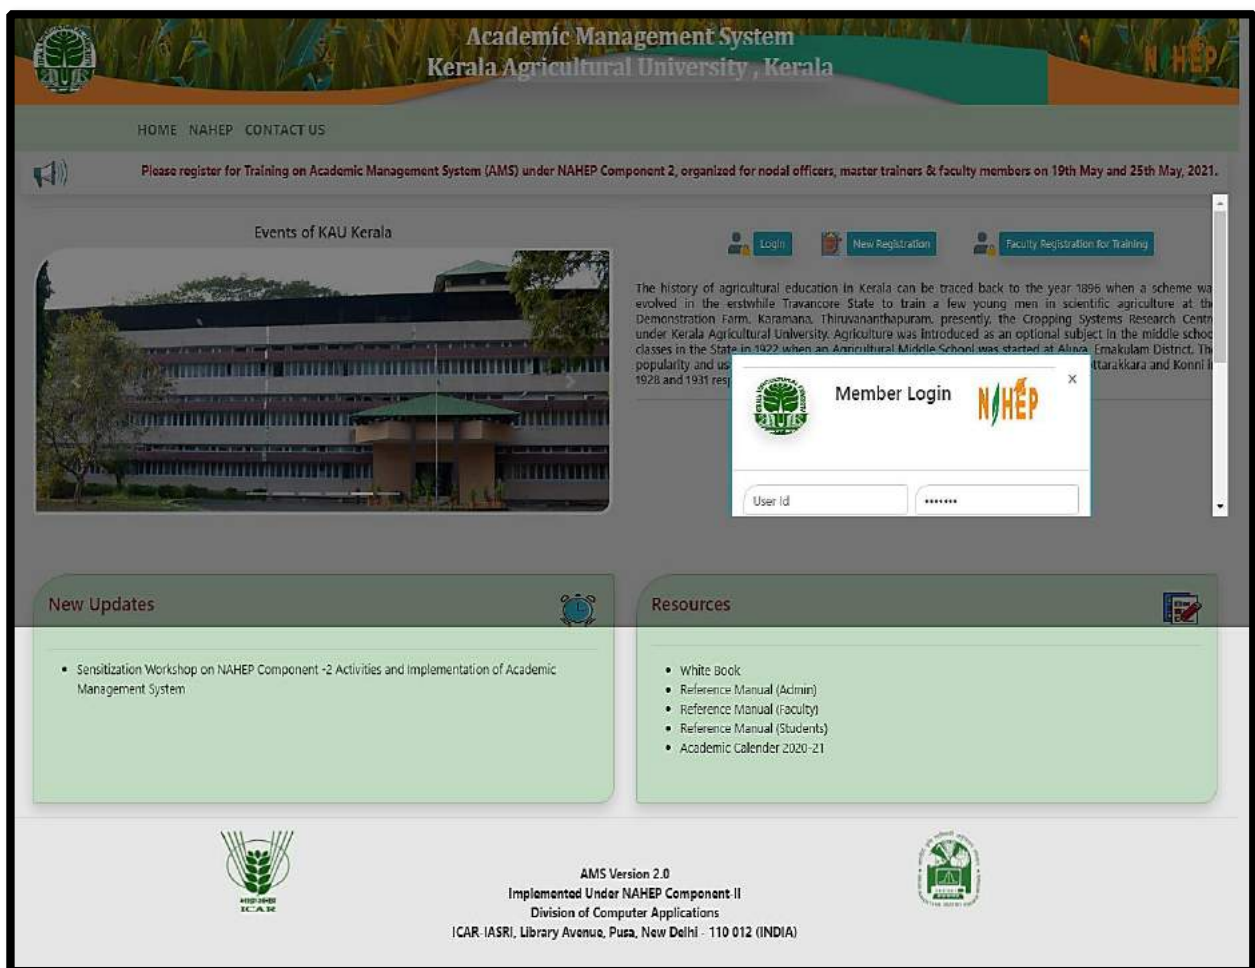 Academic Management System
Kerala Agricultural University , Kerala
NAHEP
HOME NAHEP CONTACT US
Please register for Training on Academic Management System (AMS) under NAHEP Component 2, organized for nodal officers, master trainers & faculty members on 19th May and 25th May, 2021.
Events of KAU Kerala
Login
New Registration
Faculty Registration for Training
The history of agricultural education in Kerala can be traced back to the year 1896 when a scheme wa
evolved in the erstwhile Travancore State to train a few young men in scientific agriculture at th
Demonstration Farm, Karamana, Thiruvananthapuram, presently, the Cropping Systems Research Centr
under Kerala Agricultural University. Agriculture was introduced as an optional subject in the middle schoo
classes in the State in 1922 when an Agricultural Middle School was started at Aluva, Ernakulam District. Th
popularity and us ttarakkara and Konni i
1928 and 1931 resp
Member Login
NAHEP
×
User Id
•••••••
New Updates
Resources
• Sensitization Workshop on NAHEP Component -2 Activities and Implementation of Academic
Management System
• White Book
• Reference Manual (Admin)
• Reference Manual (Faculty)
• Reference Manual (Students)
• Academic Calender 2020-21
ICAR
AMS Version 2.0
Implemented Under NAHEP Component-II
Division of Computer Applications
ICAR-IASRI, Library Avenue, Pusa, New Delhi - 110 012 (INDIA)